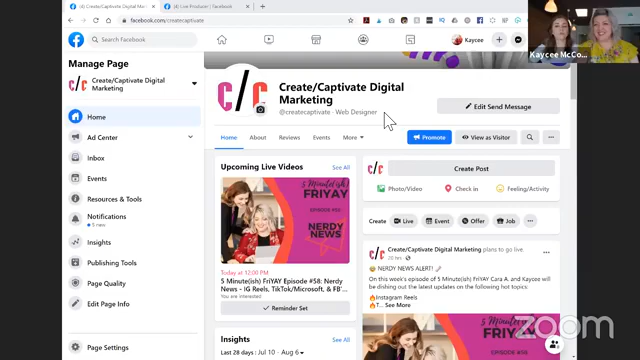 (4) Create/Captivate Digital Mark
(4) Live Producer | Facebook
facebook.com/createcaptivate
Search Facebook
Kaycee
Kaycee McCo...
Manage Page
Create/Captivate Digital
Marketing
Home
Ad Center
Inbox
Events
Resources & Tools
Notifications
5 new
Insights
Publishing Tools
Page Quality
Edit Page Info
Page Settings
C/C
Create/Captivate Digital
Marketing
@createcaptivate · Web Designer
Edit Send Message
Home
About
Reviews
Events
More
Promote
View as Visitor
Upcoming Live Videos
See All
5 Minute(ish)
FRIYAY
EPISODE #58
NERDY
NEWS
Today at 12:00 PM
5 Minute(ish) FriYAY Episode #58: Nerdy
News - IG Reels, TikTok/Microsoft, & FB'...
You are interested
Reminder Set
Insights
See All
Last 28 days : Jul 10 - Aug 6
C/C
Create Post
Photo/Video
Check in
Feeling/Activity
Create
Live
Event
Offer
Job
C/C
Create/Captivate Digital Marketing plans to go live.
NERDY NEWS ALERT!
On this week's episode of 5 Minute(ish) FriYAY Cara A. and Kaycee
will be dishing out the latest updates on the following hot topics:
Instagram Reels
T... See More
5 Minute(ish)
FRIYAY
EPISODE #58
zoom